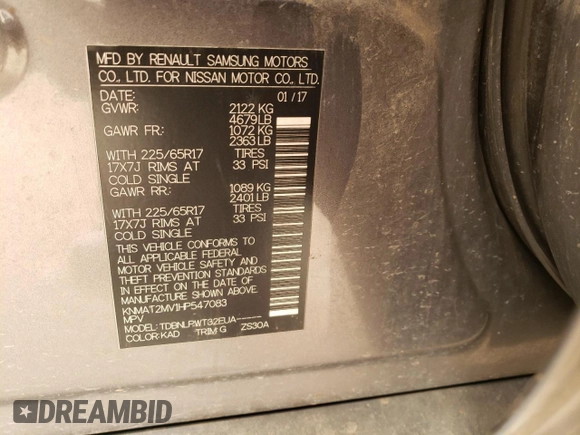 MFD BY RENAULT SAMSUNG MOTORS
CO., LTD. FOR NISSAN MOTOR CO., LTD.
DATE: 01/17
GVWR: 2122 KG
4679LB
GAWR FR: 1072 KG
2363LB
WITH 225/65R17 TIRES
17X7J RIMS AT 33 PSI
COLD SINGLE
GAWR RR: 1089 KG
2401LB
WITH 225/65R17 TIRES
17X7J RIMS AT 33 PSI
COLD SINGLE
THIS VEHICLE CONFORMS TO
ALL APPLICABLE FEDERAL
MOTOR VEHICLE SAFETY AND
THEFT PREVENTION STANDARDS
IN EFFECT ON THE DATE OF
MANUFACTURE SHOWN ABOVE.
KNMAT2MV1HP547083
MPV
MODEL: TDBNLRWT32EUA-----
COLOR: KAD TRIM: G ZS30A
DREAMBID